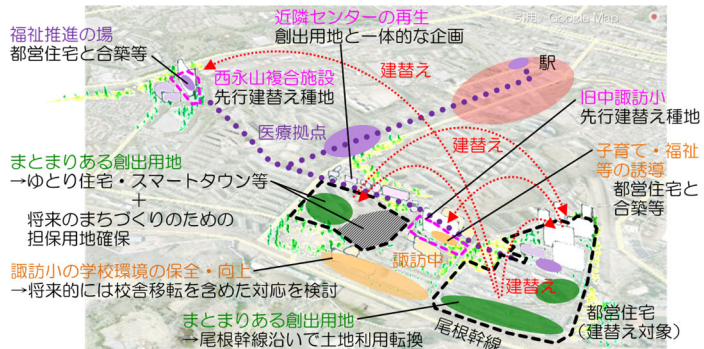 引用：Google Map
近隣センターの再生
創出用地と一体的な企画
福祉推進の場
都営住宅と合築等
建替え
駅
西永山複合施設
先行建替え種地
旧中諏訪小
先行建替え種地
医療拠点
建替え
子育て・福祉
等の誘導
都営住宅と
合築等
まとまりある創出用地
→ゆとり住宅・スマートタウン等
＋
将来のまちづくりのための
担保用地確保
諏訪中
諏訪小の学校環境の保全・向上
→将来的には校舎移転を含めた対応を検討
建替え
まとまりある創出用地
→尾根幹線沿いで土地利用転換
尾根幹線
都営住宅
（建替え対象）